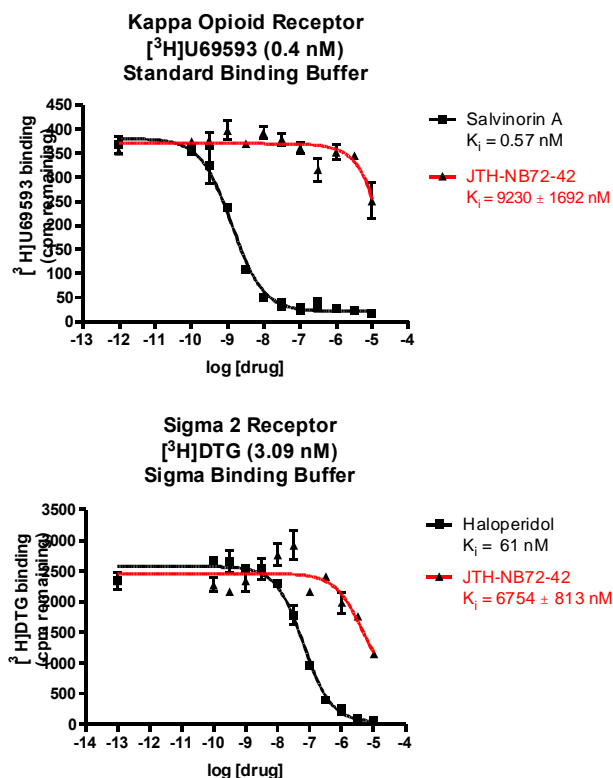 Kappa Opioid Receptor
[³H]U69593 (0.4 nM)
Standard Binding Buffer
[³H]U69593 binding
(cpm remaining)
450
400
350
300
250
200
150
100
50
0
-13 -12 -11 -10 -9 -8 -7 -6 -5 -4
log [drug]
Salvinorin A
Ki = 0.57 nM
JTH-NB72-42
Ki = 9230 ± 1692 nM
Sigma 2 Receptor
[³H]DTG (3.09 nM)
Sigma Binding Buffer
[³H]DTG binding
(cpm remaining)
3500
3000
2500
2000
1500
1000
500
0
-14 -13 -12 -11 -10 -9 -8 -7 -6 -5 -4
log [drug]
Haloperidol
Ki = 61 nM
JTH-NB72-42
Ki = 6754 ± 813 nM